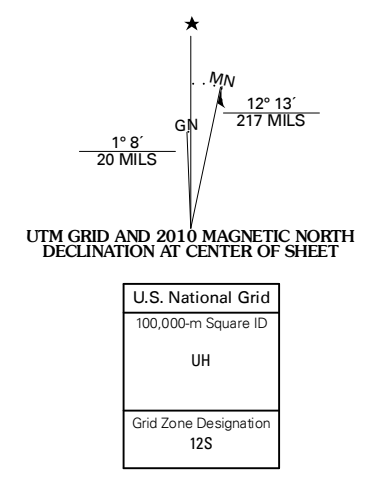 ★
MN
12° 13´
217 MILS
GN
1° 8´
20 MILS
UTM GRID AND 2010 MAGNETIC NORTH
DECLINATION AT CENTER OF SHEET
U.S. National Grid
100,000-m Square ID
UH
Grid Zone Designation
12S